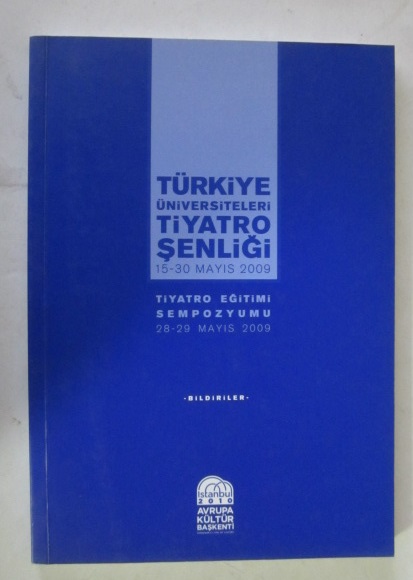 TÜRKİYE
ÜNİVERSİTELERİ
TİYATRO
ŞENLİĞİ
15-30 MAYIS 2009
TİYATRO EĞİTİMİ
SEMPOZYUMU
28-29 MAYIS 2009
-BİLDİRİLER-
İstanbul
2010
AVRUPA
KÜLTÜR
BAŞKENTİ